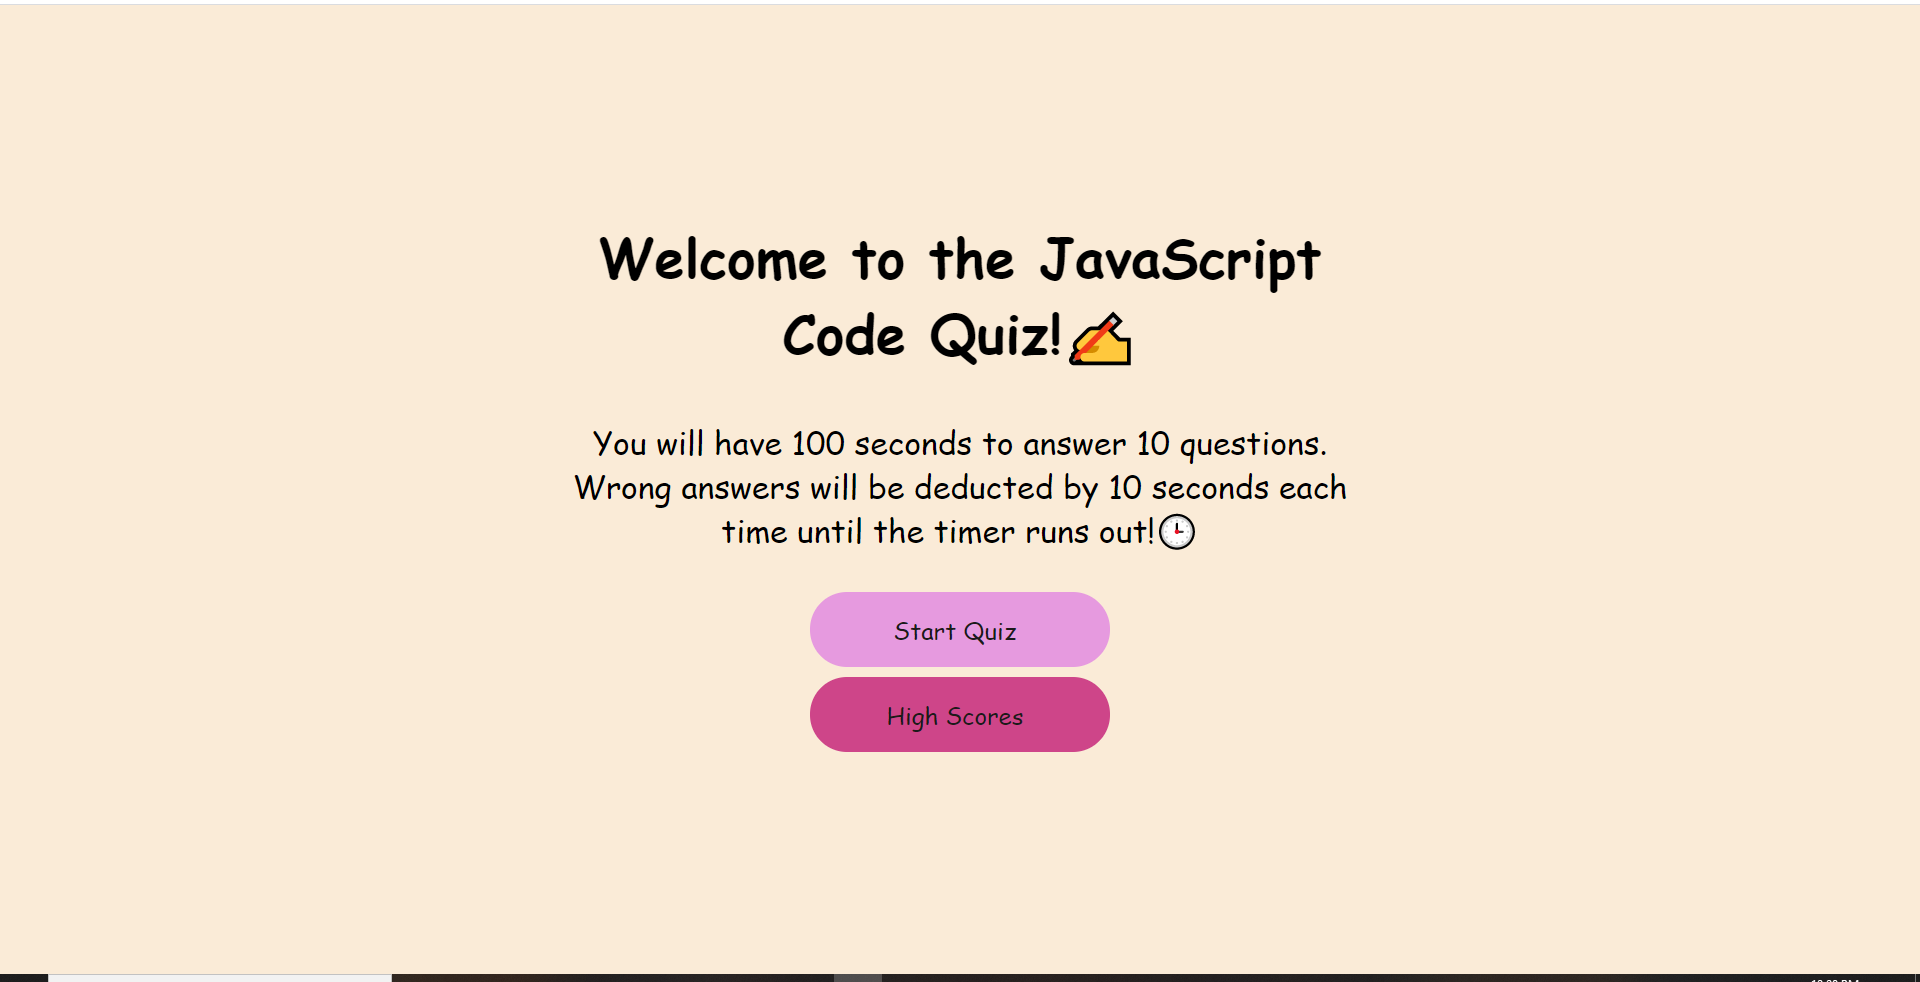 Welcome to the JavaScript
Code Quiz!✍
You will have 100 seconds to answer 10 questions.
Wrong answers will be deducted by 10 seconds each
time until the timer runs out!🕒
Start Quiz
High Scores